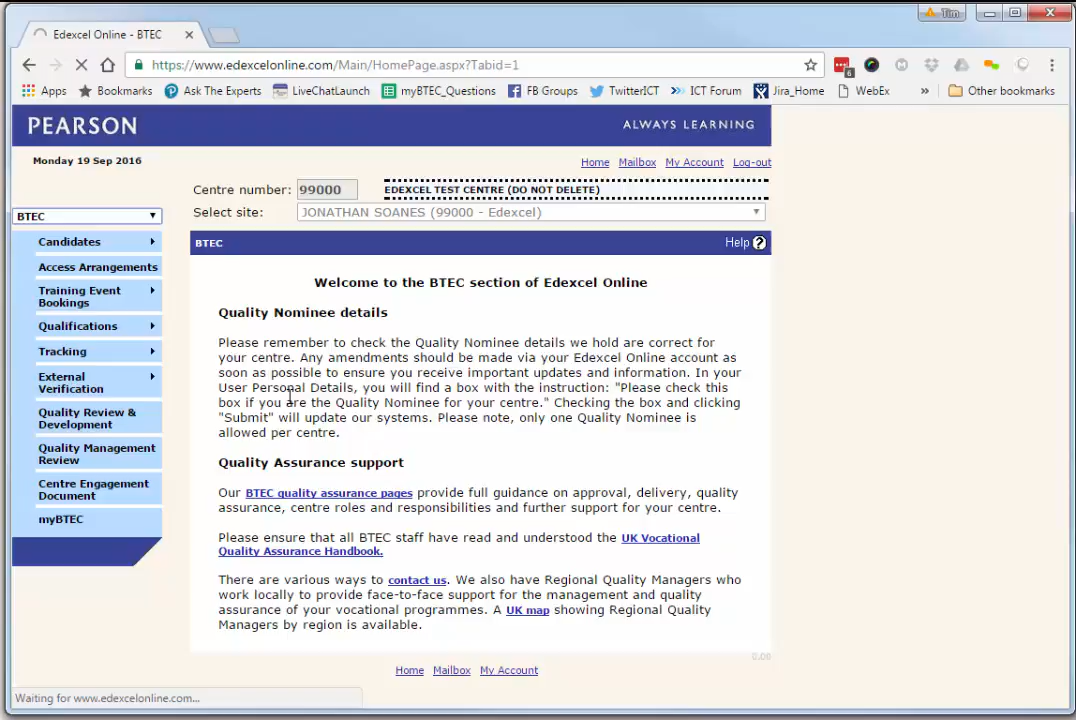 Edexcel Online - BTEC
Tim
https://www.edexcelonline.com/Main/HomePage.aspx?Tabid=1
6
Apps Bookmarks Ask The Experts LiveChatLaunch myBTEC_Questions FB Groups TwitterICT ICT Forum Jira_Home WebEx » Other bookmarks
PEARSON
ALWAYS LEARNING
Monday 19 Sep 2016
Home Mailbox My Account Log-out
Centre number: 99000 EDEXCEL TEST CENTRE (DO NOT DELETE)
Select site: JONATHAN SOANES (99000 - Edexcel)
BTEC
Candidates
Access Arrangements
Training Event
Bookings
Qualifications
Tracking
External
Verification
Quality Review &
Development
Quality Management
Review
Centre Engagement
Document
myBTEC
BTEC
Help ?
Welcome to the BTEC section of Edexcel Online
Quality Nominee details
Please remember to check the Quality Nominee details we hold are correct for
your centre. Any amendments should be made via your Edexcel Online account as
soon as possible to ensure you receive important updates and information. In your
User Personal Details, you will find a box with the instruction: "Please check this
box if you are the Quality Nominee for your centre." Checking the box and clicking
"Submit" will update our systems. Please note, only one Quality Nominee is
allowed per centre.
Quality Assurance support
Our BTEC quality assurance pages provide full guidance on approval, delivery, quality
assurance, centre roles and responsibilities and further support for your centre.
Please ensure that all BTEC staff have read and understood the UK Vocational
Quality Assurance Handbook.
There are various ways to contact us. We also have Regional Quality Managers who
work locally to provide face-to-face support for the management and quality
assurance of your vocational programmes. A UK map showing Regional Quality
Managers by region is available.
0.00
Home Mailbox My Account
Waiting for www.edexcelonline.com...